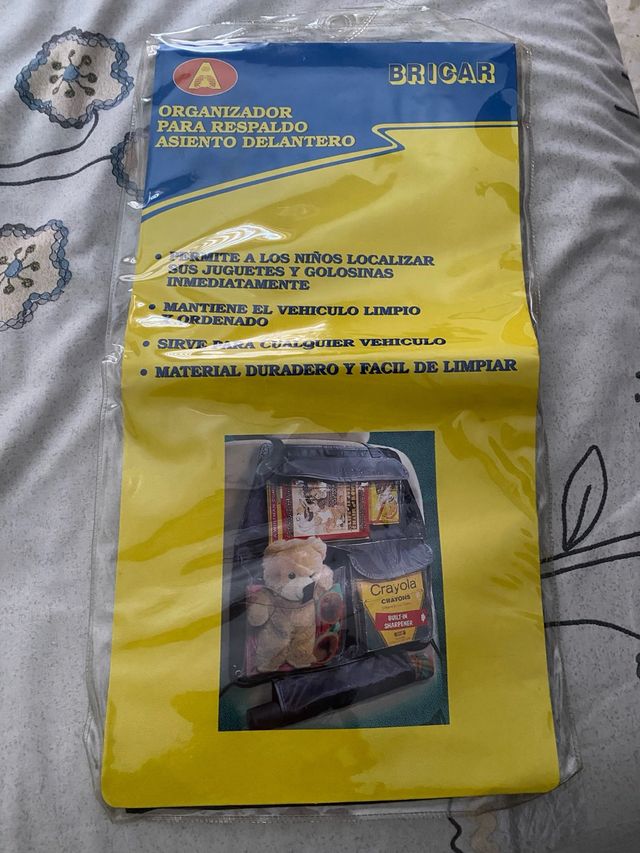 A
BRICAR
ORGANIZADOR
PARA RESPALDO
ASIENTO DELANTERO
• PERMITE A LOS NIÑOS LOCALIZAR
SUS JUGUETES Y GOLOSINAS
INMEDIATAMENTE
• MANTIENE EL VEHICULO LIMPIO
Y ORDENADO
• SIRVE PARA CUALQUIER VEHICULO
• MATERIAL DURADERO Y FACIL DE LIMPIAR
Crayola
CRAYONS
BUILT-IN
SHARPENER